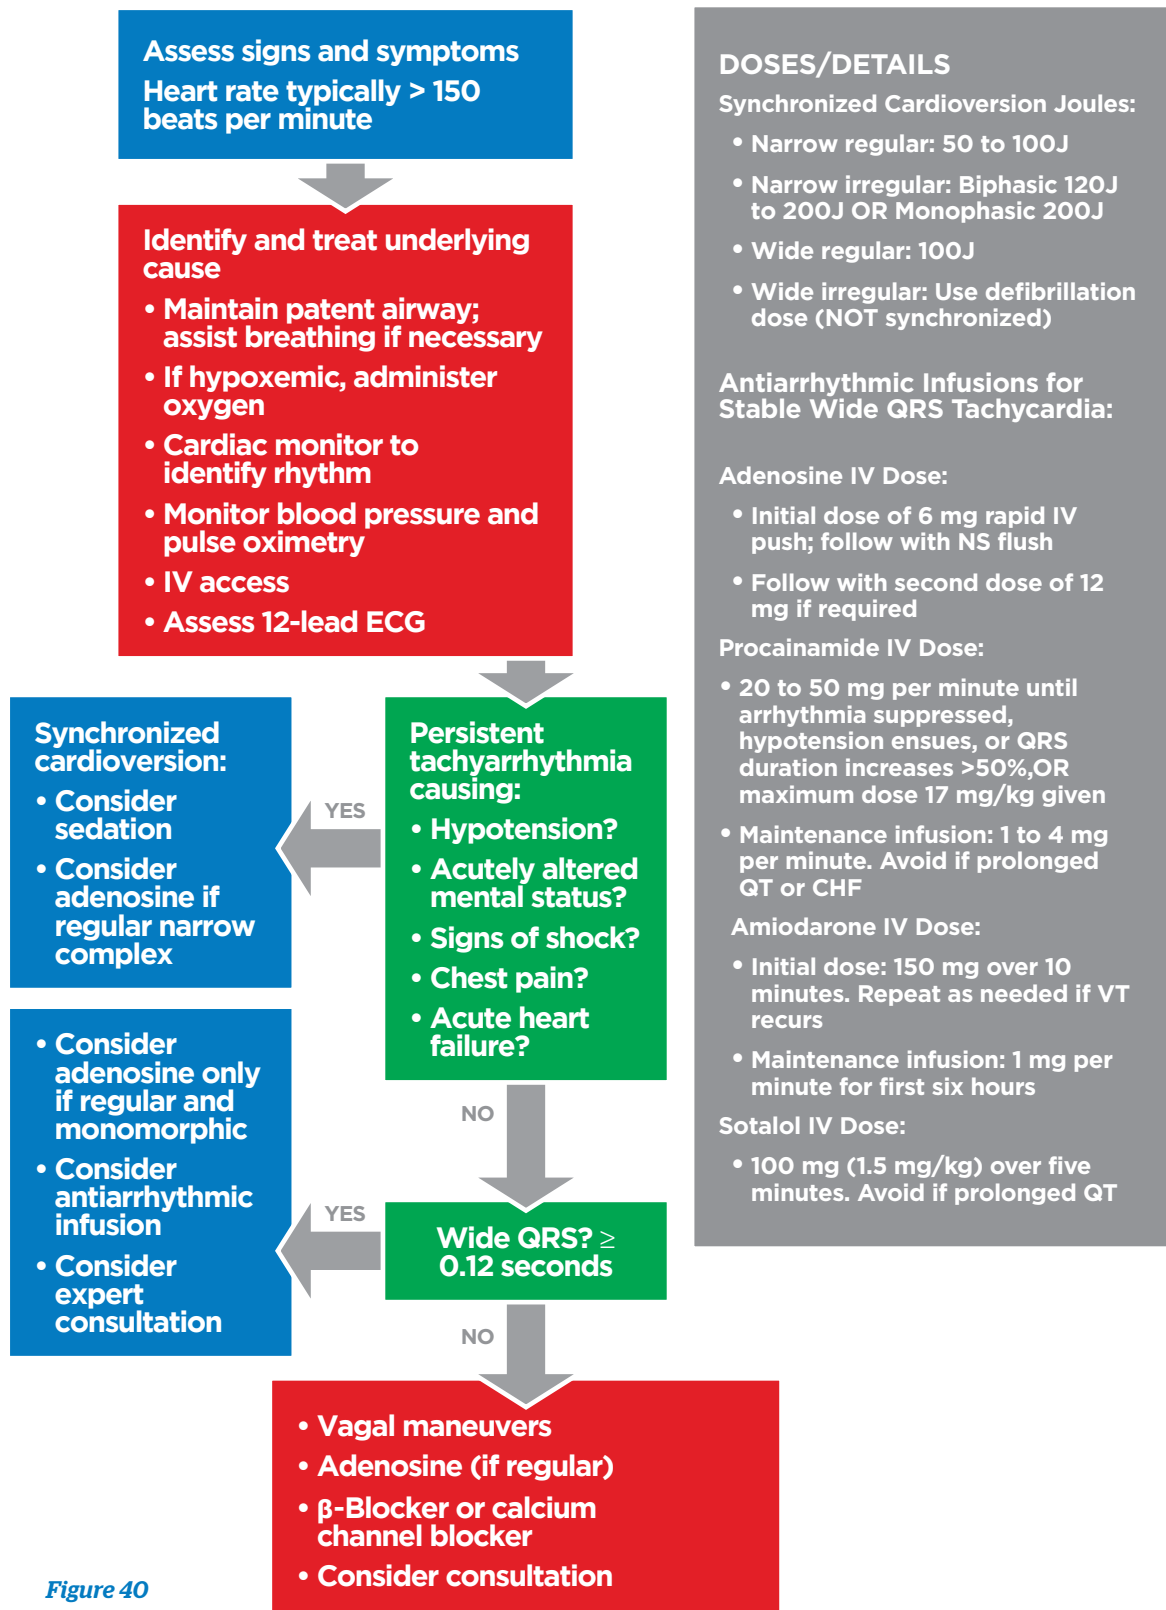 Assess signs and symptoms
Heart rate typically > 150
beats per minute
Identify and treat underlying
cause
• Maintain patent airway;
assist breathing if necessary
• If hypoxemic, administer
oxygen
• Cardiac monitor to
identify rhythm
• Monitor blood pressure and
pulse oximetry
• IV access
• Assess 12-lead ECG
Persistent
tachyarrhythmia
causing:
• Hypotension?
• Acutely altered
mental status?
• Signs of shock?
• Chest pain?
• Acute heart
failure?
YES
Synchronized
cardioversion:
• Consider
sedation
• Consider
adenosine if
regular narrow
complex
NO
Wide QRS? ≥
0.12 seconds
YES
• Consider
adenosine only
if regular and
monomorphic
• Consider
antiarrhythmic
infusion
• Consider
expert
consultation
NO
• Vagal maneuvers
• Adenosine (if regular)
• β-Blocker or calcium
channel blocker
• Consider consultation
DOSES/DETAILS
Synchronized Cardioversion Joules:
• Narrow regular: 50 to 100J
• Narrow irregular: Biphasic 120J
to 200J OR Monophasic 200J
• Wide regular: 100J
• Wide irregular: Use defibrillation
dose (NOT synchronized)
Antiarrhythmic Infusions for
Stable Wide QRS Tachycardia:
Adenosine IV Dose:
• Initial dose of 6 mg rapid IV
push; follow with NS flush
• Follow with second dose of 12
mg if required
Procainamide IV Dose:
• 20 to 50 mg per minute until
arrhythmia suppressed,
hypotension ensues, or QRS
duration increases >50%,OR
maximum dose 17 mg/kg given
• Maintenance infusion: 1 to 4 mg
per minute. Avoid if prolonged
QT or CHF
Amiodarone IV Dose:
• Initial dose: 150 mg over 10
minutes. Repeat as needed if VT
recurs
• Maintenance infusion: 1 mg per
minute for first six hours
Sotalol IV Dose:
• 100 mg (1.5 mg/kg) over five
minutes. Avoid if prolonged QT
Figure 40